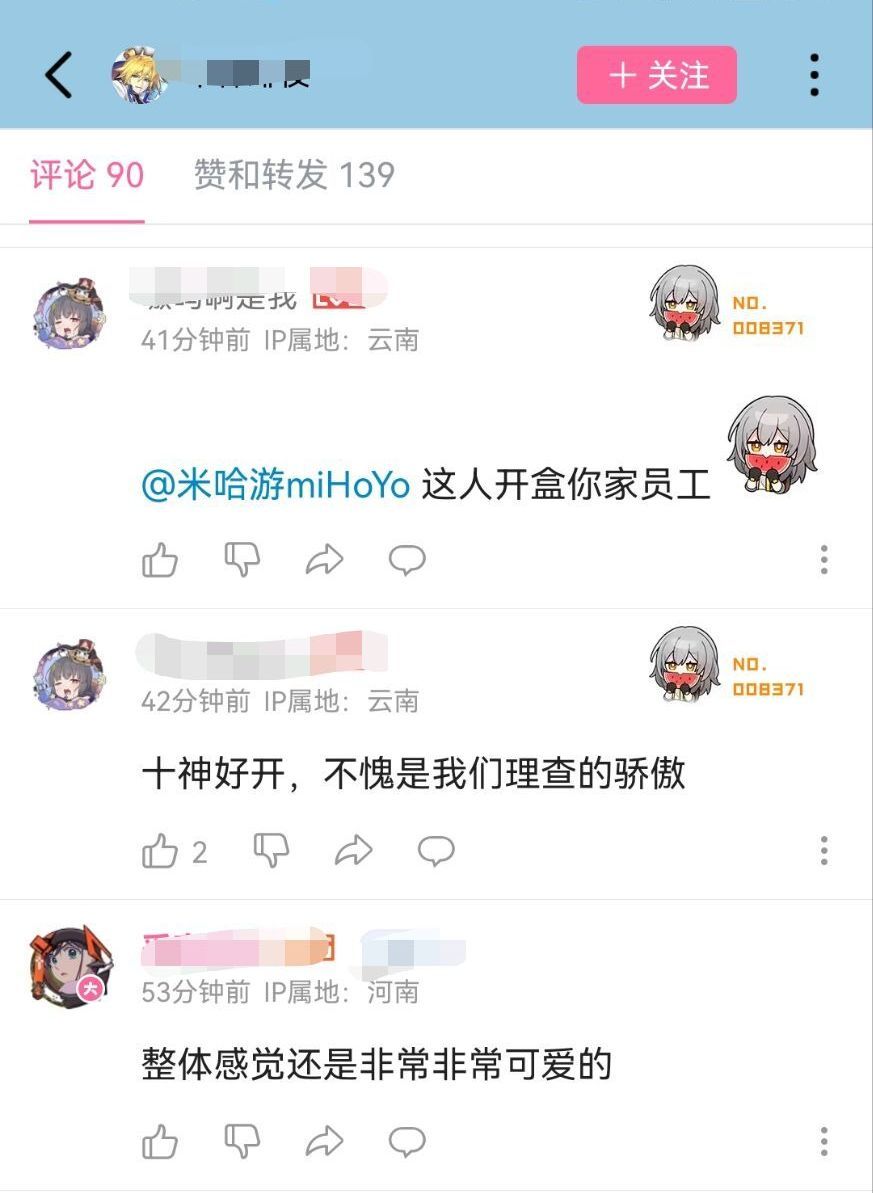 + 关注
评论 90
赞和转发 139
啊是我
NO.
008371
41分钟前 IP属地：云南
@米哈游miHoYo 这人开盒你家员工
NO.
008371
42分钟前 IP属地：云南
十神好开，不愧是我们理查的骄傲
2
大
53分钟前 IP属地：河南
整体感觉还是非常非常可爱的